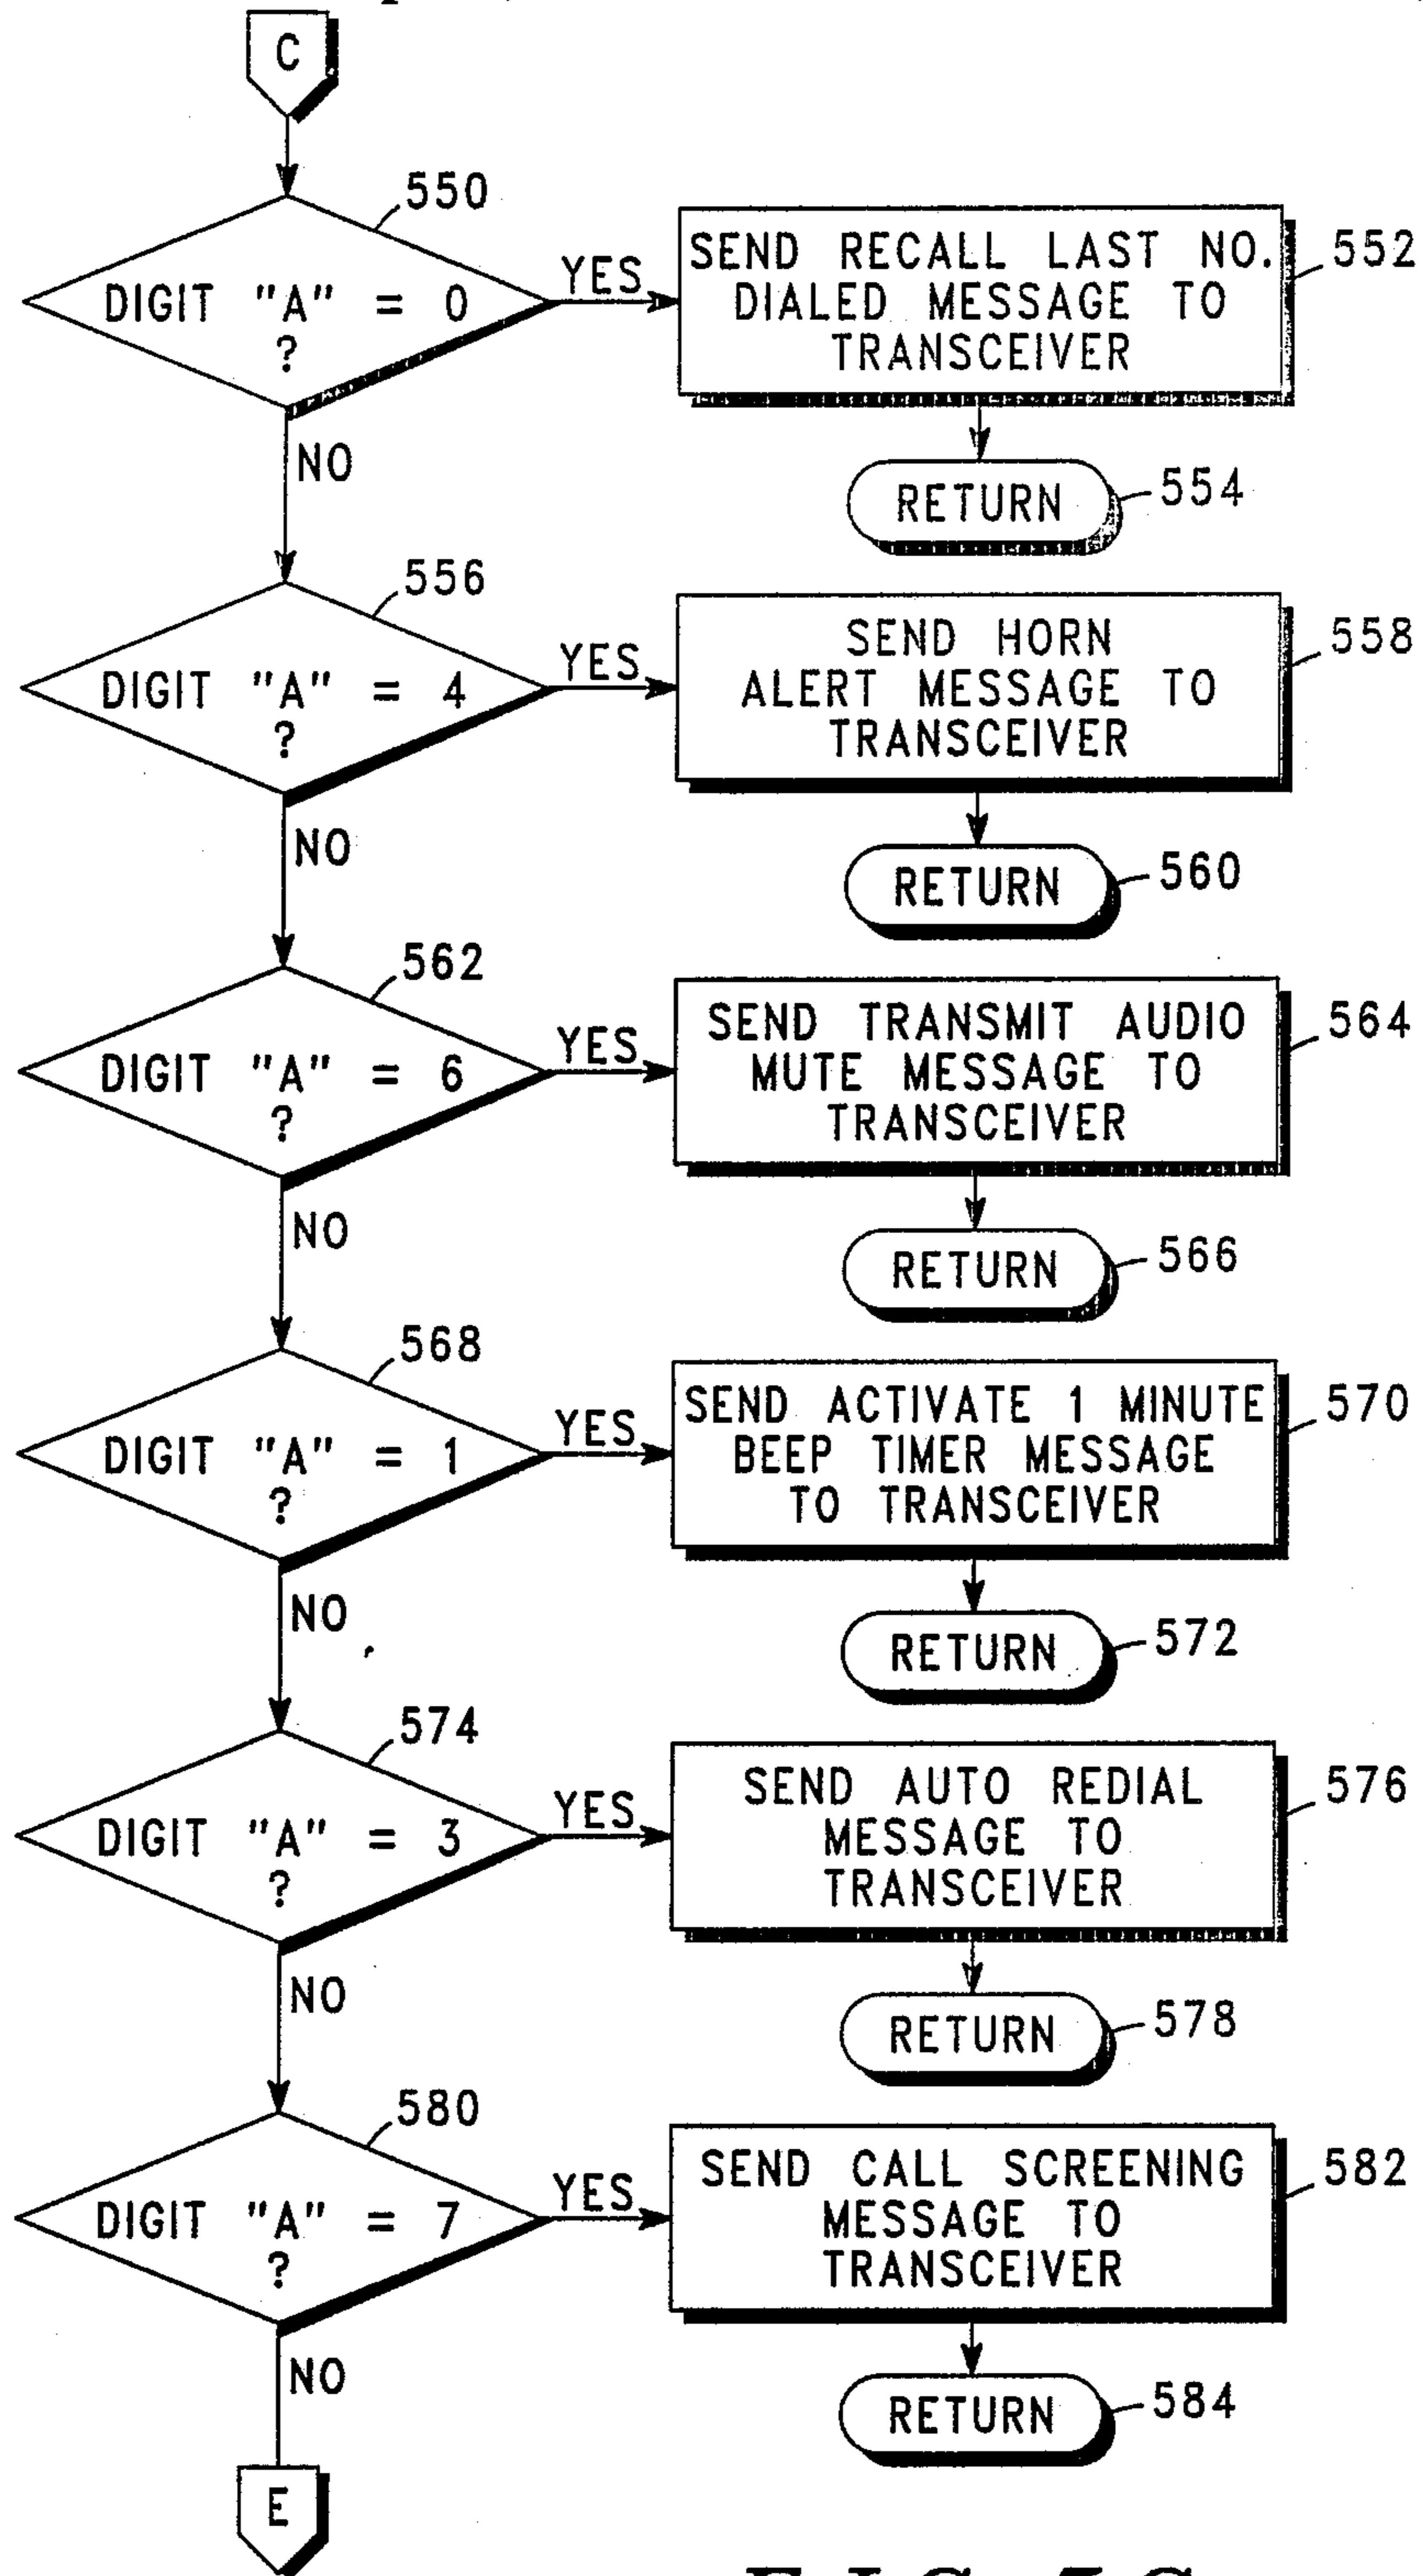 C
550
DIGIT "A" = 0
?
YES
SEND RECALL LAST NO.
DIALED MESSAGE TO
TRANSCEIVER
552
NO
RETURN
554
556
DIGIT "A" = 4
?
YES
SEND HORN
ALERT MESSAGE TO
TRANSCEIVER
558
NO
RETURN
560
562
DIGIT "A" = 6
?
YES
SEND TRANSMIT AUDIO
MUTE MESSAGE TO
TRANSCEIVER
564
NO
RETURN
566
568
DIGIT "A" = 1
?
YES
SEND ACTIVATE 1 MINUTE
BEEP TIMER MESSAGE
TO TRANSCEIVER
570
NO
RETURN
572
574
DIGIT "A" = 3
?
YES
SEND AUTO REDIAL
MESSAGE TO
TRANSCEIVER
576
NO
RETURN
578
580
DIGIT "A" = 7
?
YES
SEND CALL SCREENING
MESSAGE TO
TRANSCEIVER
582
NO
RETURN
584
E